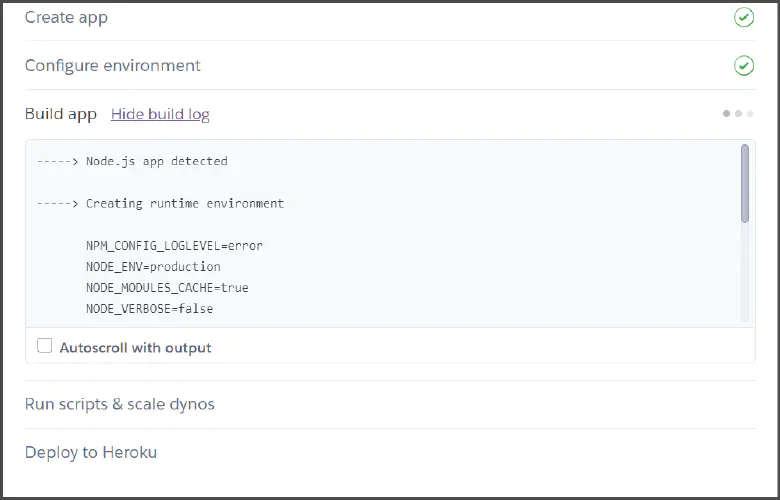 Create app
Configure environment
Build app Hide build log
-----> Node.js app detected
-----> Creating runtime environment
NPM_CONFIG_LOGLEVEL=error
NODE_ENV=production
NODE_MODULES_CACHE=true
NODE_VERBOSE=false
Autoscroll with output
Run scripts & scale dynos
Deploy to Heroku